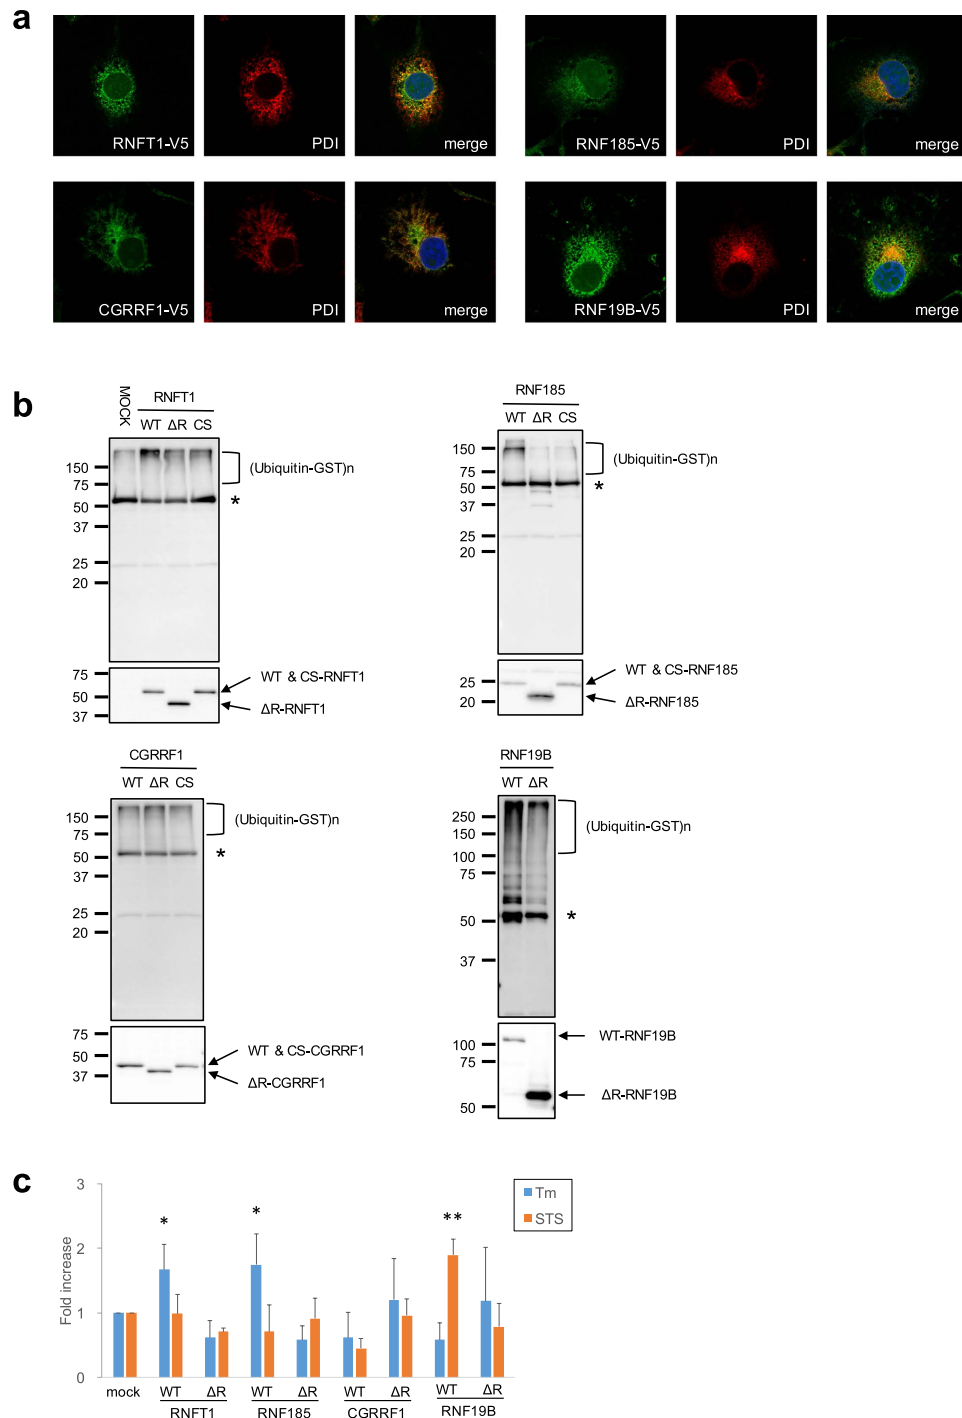 a
RNFT1-V5 PDI merge RNF185-V5 PDI merge
CGRRF1-V5 PDI merge RNF19B-V5 PDI merge
b
MOCK RNFT1
WT ΔR CS
150
75
50
37
25
20
(Ubiquitin-GST)n
*
75
50
37
WT & CS-RNFT1
ΔR-RNFT1
RNF185
WT ΔR CS
150
75
50
37
25
20
(Ubiquitin-GST)n
*
25
20
WT & CS-RNF185
ΔR-RNF185
CGRRF1
WT ΔR CS
150
75
50
37
25
20
(Ubiquitin-GST)n
*
75
50
37
WT & CS-CGRRF1
ΔR-CGRRF1
RNF19B
WT ΔR
250
150
100
75
50
37
(Ubiquitin-GST)n
*
100
75
50
WT-RNF19B
ΔR-RNF19B
c
Fold increase
3
2
1
0
* * **
Tm
STS
mock WT ΔR WT ΔR WT ΔR WT ΔR
RNFT1 RNF185 CGRRF1 RNF19B